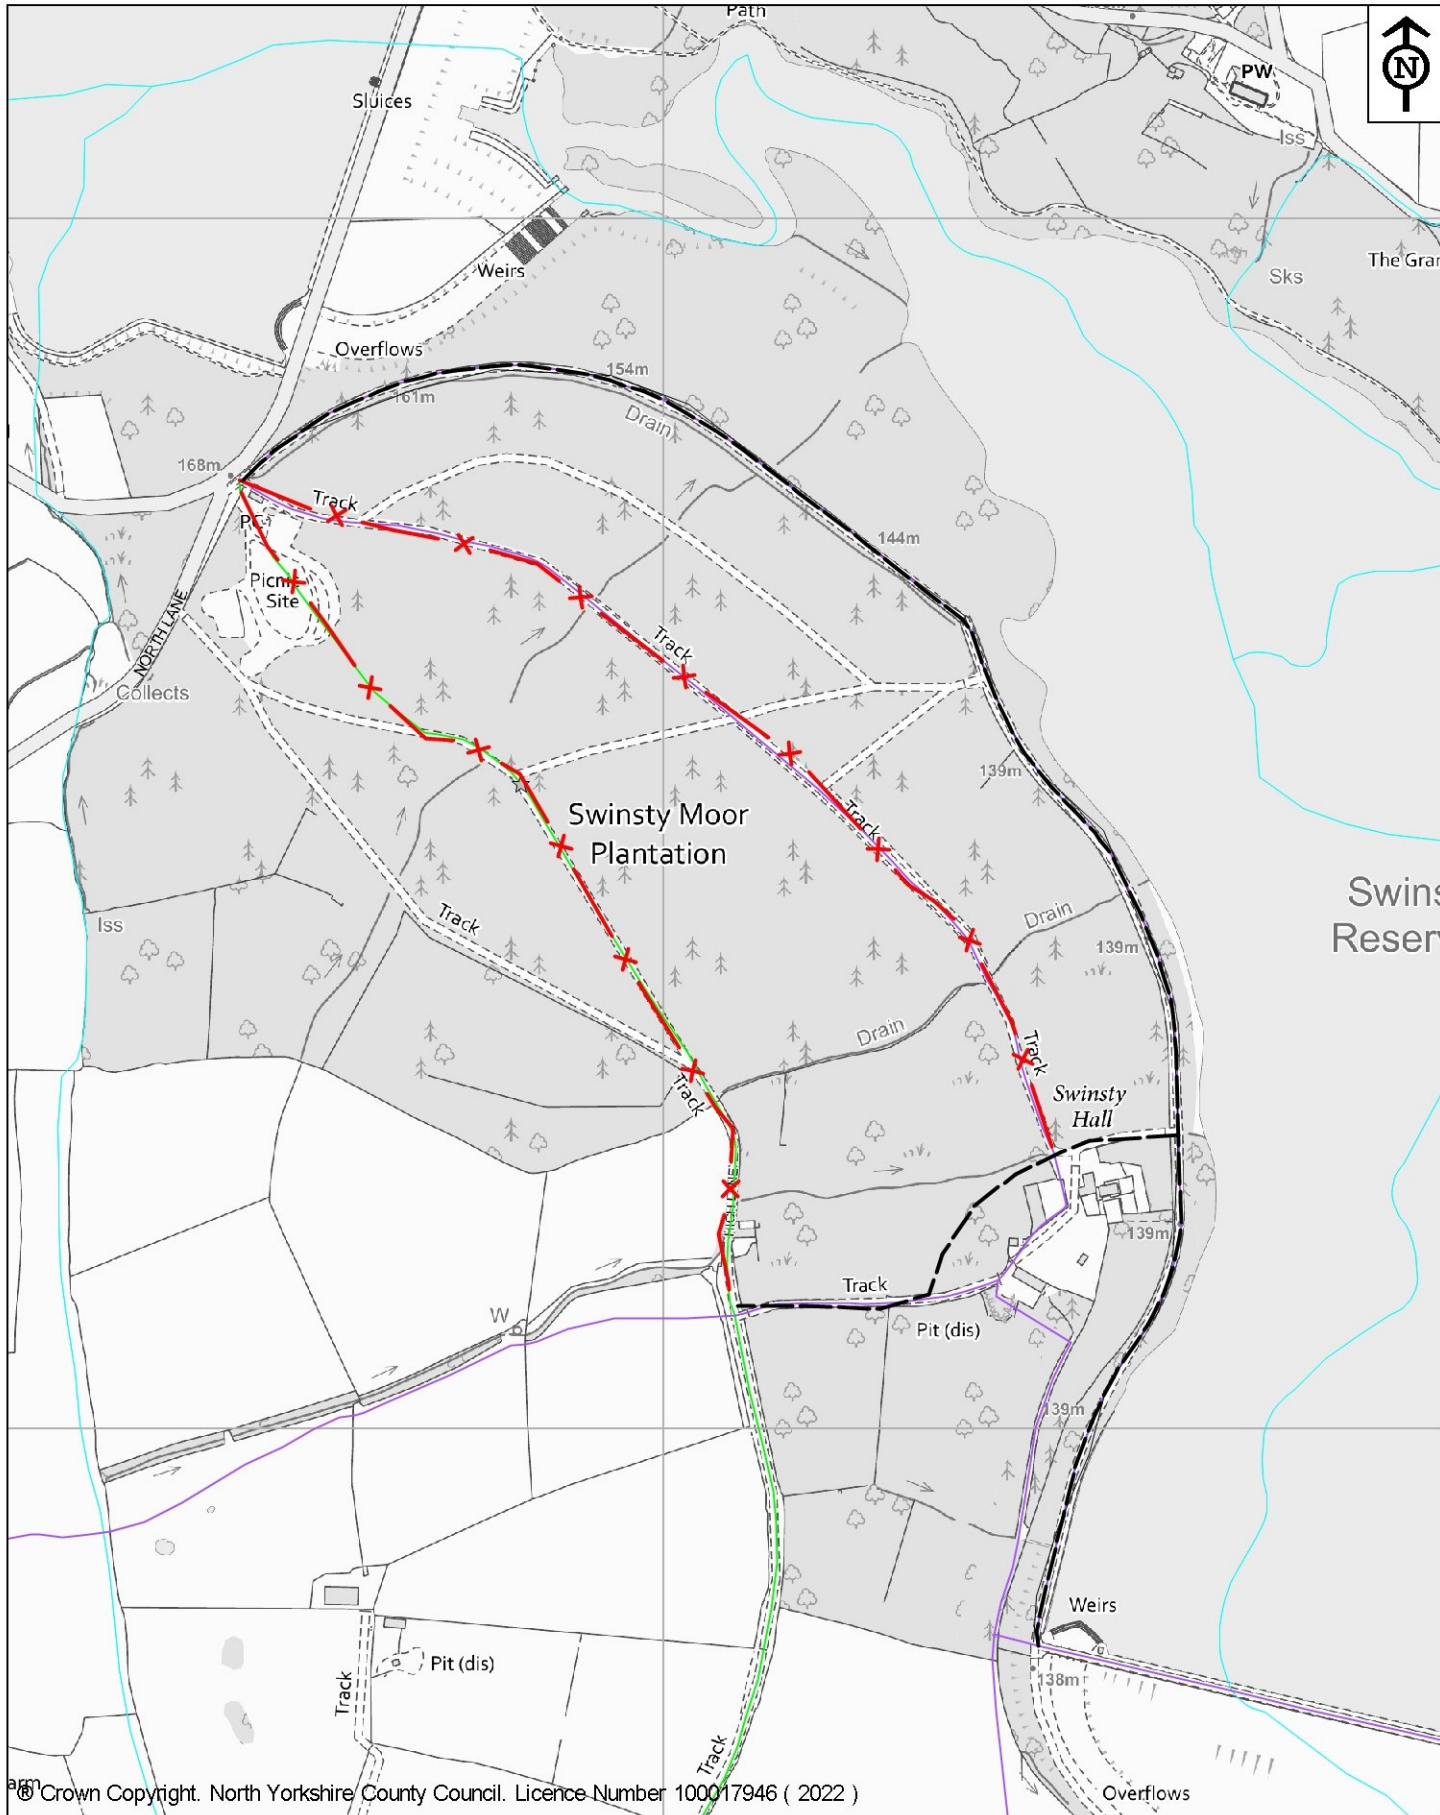 Path
N
PW
Sluices
Iss
Weirs
Sks
The Gran
Overflows
154m
161m
Drain
168m
Track
144m
Picnic
Site
NORTH LANE
Track
Collects
139m
Swinsty Moor
Plantation
Track
Swins
Reserv
Track
Drain
Iss
139m
Drain
Track
Track
Swinsty
Hall
139m
Track
W
Pit (dis)
139m
Weirs
Pit (dis)
138m
Track
Track
arm
© Crown Copyright. North Yorkshire County Council. Licence Number 100017946 ( 2022 )
Overflows